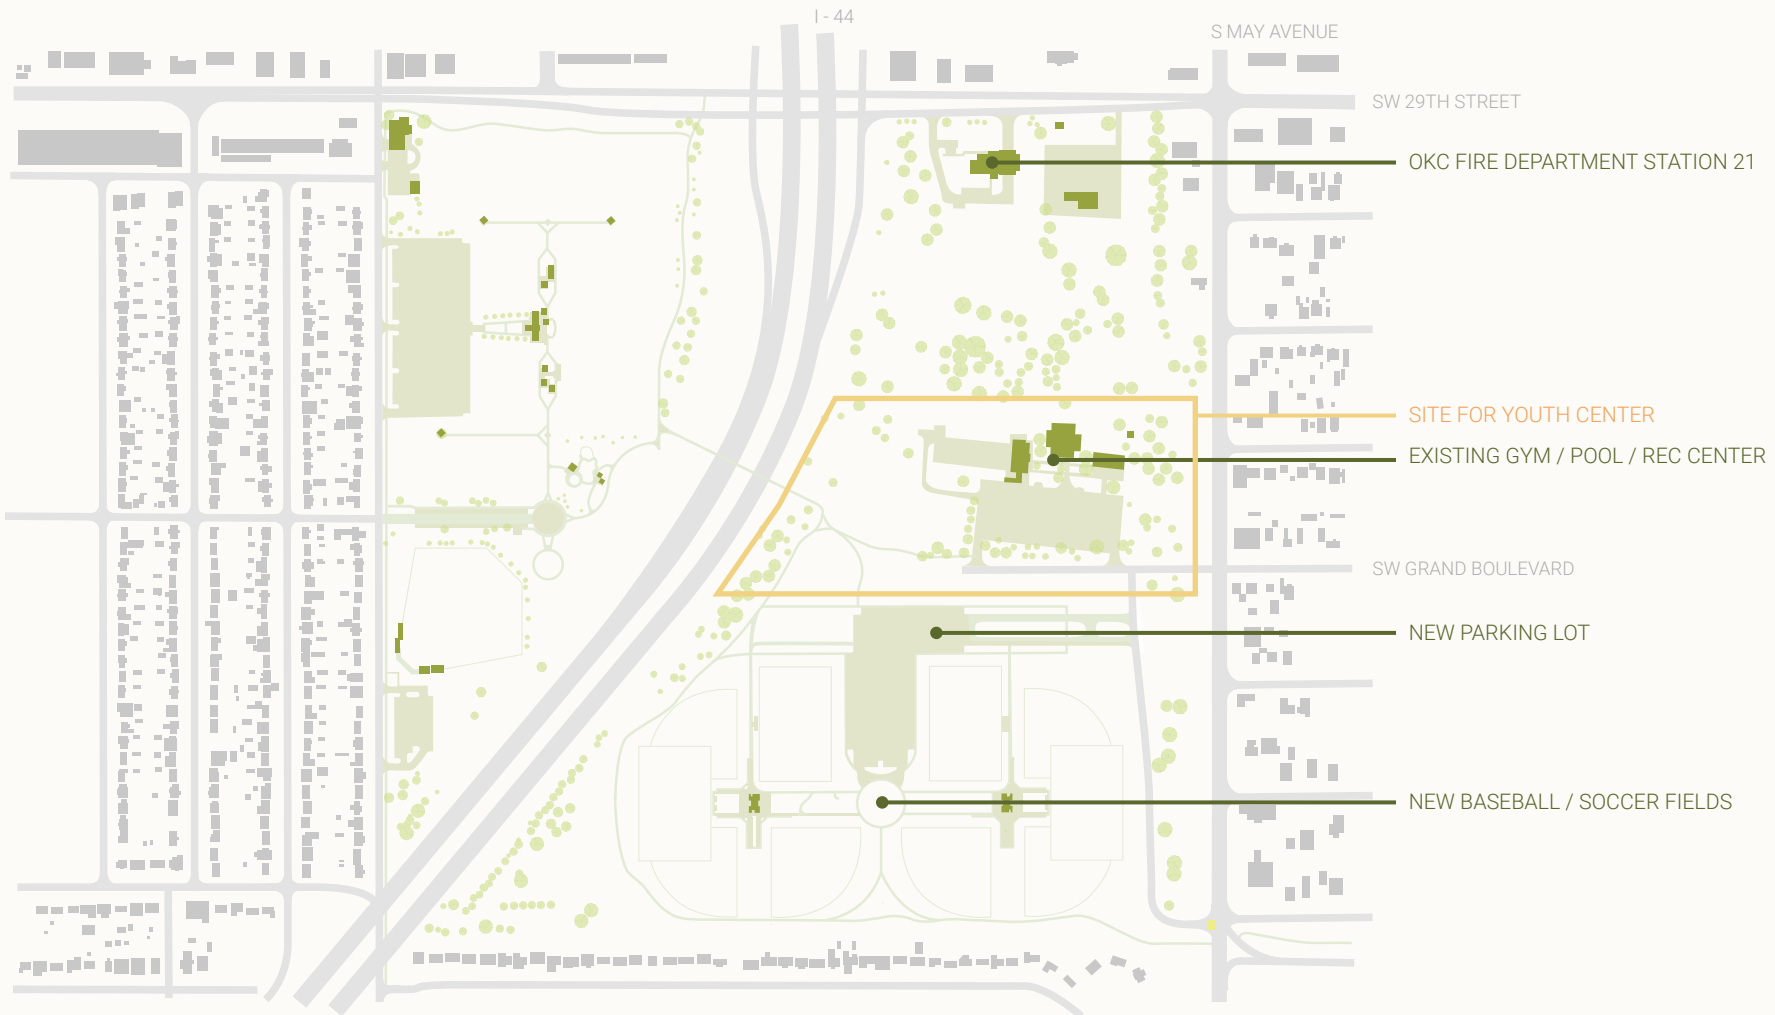 I - 44
S MAY AVENUE
SW 29TH STREET
OKC FIRE DEPARTMENT STATION 21
SITE FOR YOUTH CENTER
EXISTING GYM / POOL / REC CENTER
SW GRAND BOULEVARD
NEW PARKING LOT
NEW BASEBALL / SOCCER FIELDS